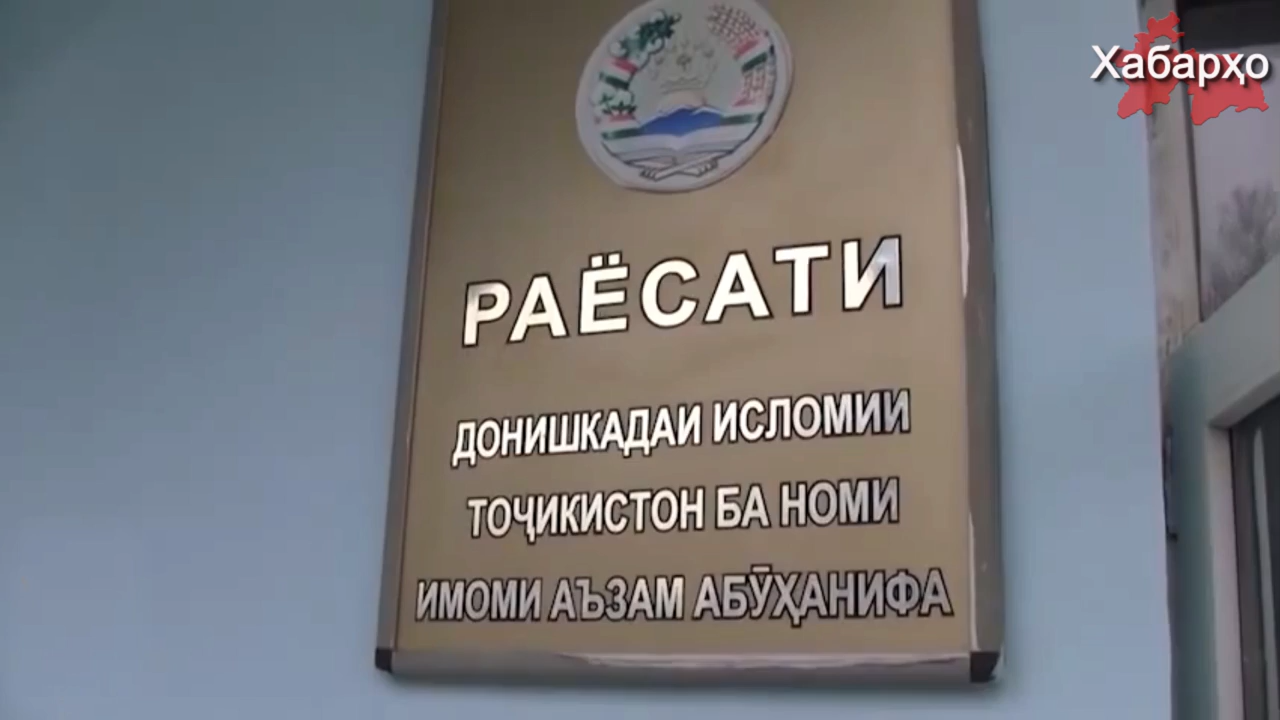 Хабарҳо
РАЁСАТИ
ДОНИШКАДАИ ИСЛОМИИ
ТОҶИКИСТОН БА НОМИ
ИМОМИ АЪЗАМ АБӮҲАНИФА